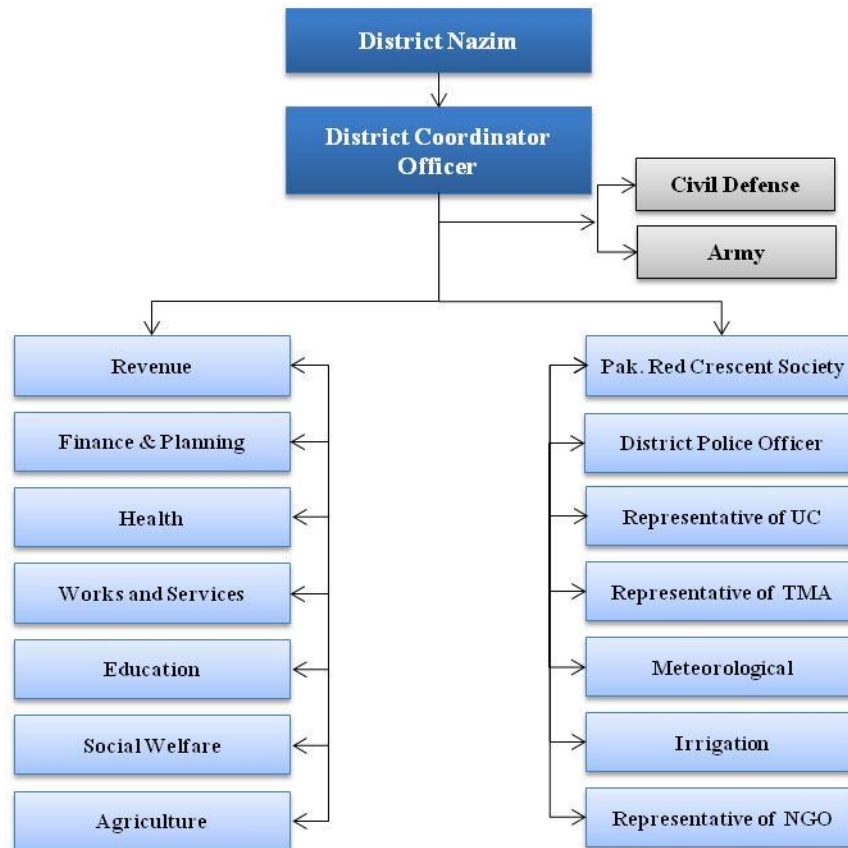 District Nazim
District Coordinator
Officer
Civil Defense
Army
Revenue
Finance & Planning
Health
Works and Services
Education
Social Welfare
Agriculture
Pak. Red Crescent Society
District Police Officer
Representative of UC
Representative of TMA
Meteorological
Irrigation
Representative of NGO